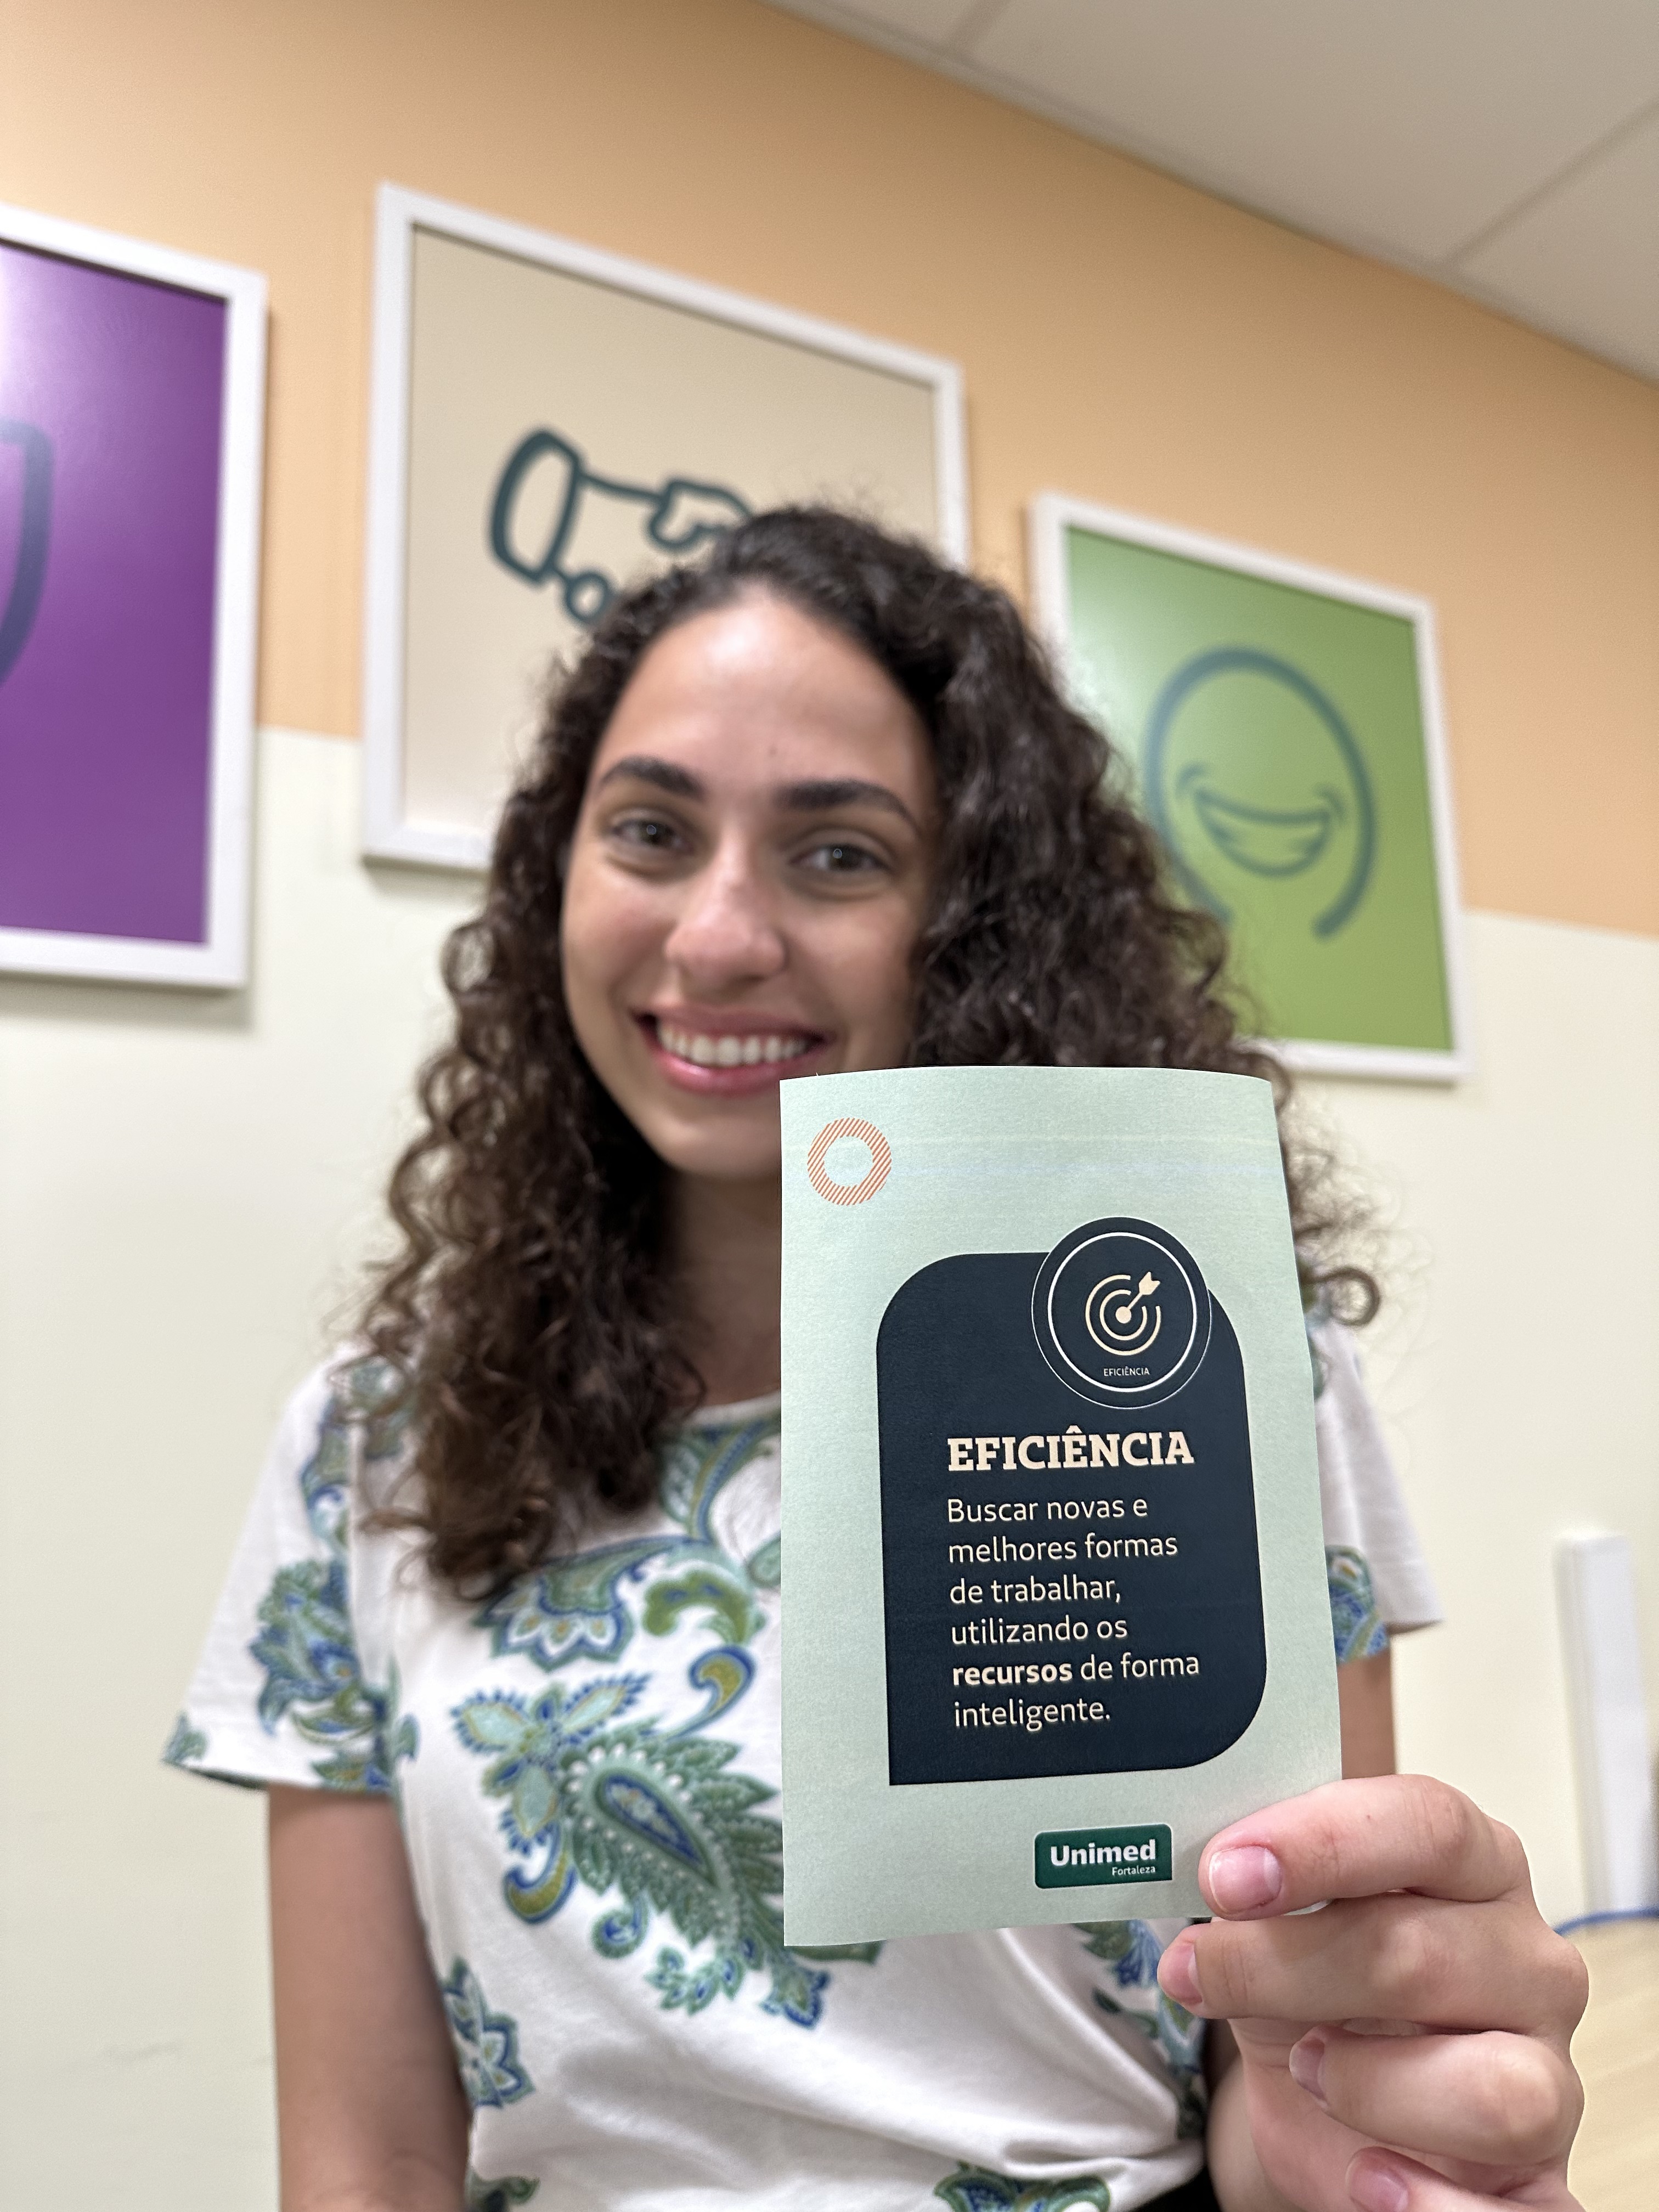 EFICIÊNCIA
EFICIÊNCIA
Buscar novas e
melhores formas
de trabalhar,
utilizando os
recursos de forma
inteligente.
Unimed
Fortaleza